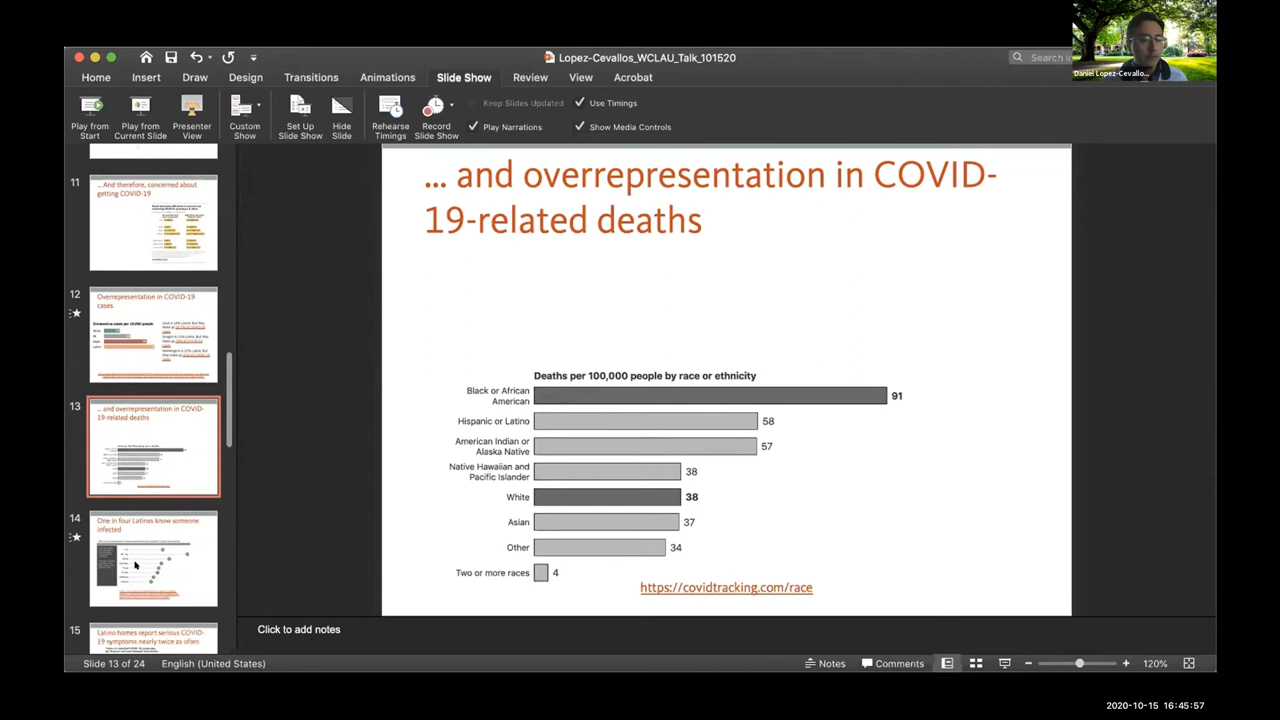 Lopez-Cevallos_WCLAU_Talk_101520
Daniel Lopez-Cevallo...
Home Insert Draw Design Transitions Animations Slide Show Review View Acrobat
Play from Start
Play from Current Slide
Presenter View
Custom Show
Set Up Slide Show
Hide Slide
Rehearse Timings
Record Slide Show
Keep Slides Updated
Use Timings
Play Narrations
Show Media Controls
11
... And therefore, concerned about
getting COVID-19
12
Overrepresentation in COVID-19
cases
13
... and overrepresentation in COVID-
19-related deaths
14
One in four Latinxs know someone
infected
15
Latino homes report serious COVID-
19 symptoms nearly twice as often
... and overrepresentation in COVID-
19-related deaths
Deaths per 100,000 people by race or ethnicity
Black or African
American 91
Hispanic or Latino 58
American Indian or
Alaska Native 57
Native Hawaiian and
Pacific Islander 38
White 38
Asian 37
Other 34
Two or more races 4
https://covidtracking.com/race
Click to add notes
Slide 13 of 24 English (United States) Notes Comments 120%
2020-10-15 16:45:57